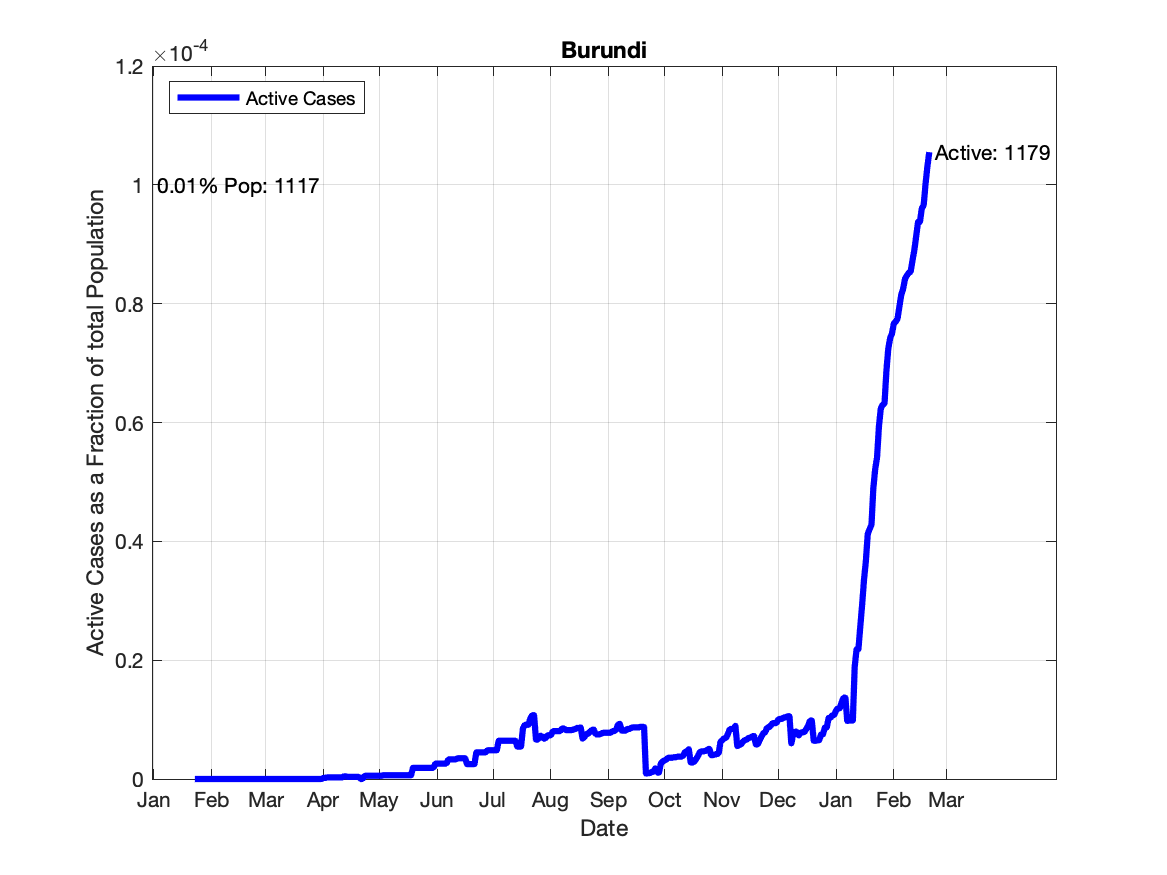 Burundi
×10-4
1.2
Active Cases
Active: 1179
1
0.01% Pop: 1117
0.8
0.6
0.4
0.2
0
Active Cases as a Fraction of total Population
Jan Feb Mar Apr May Jun Jul Aug Sep Oct Nov Dec Jan Feb Mar
Date